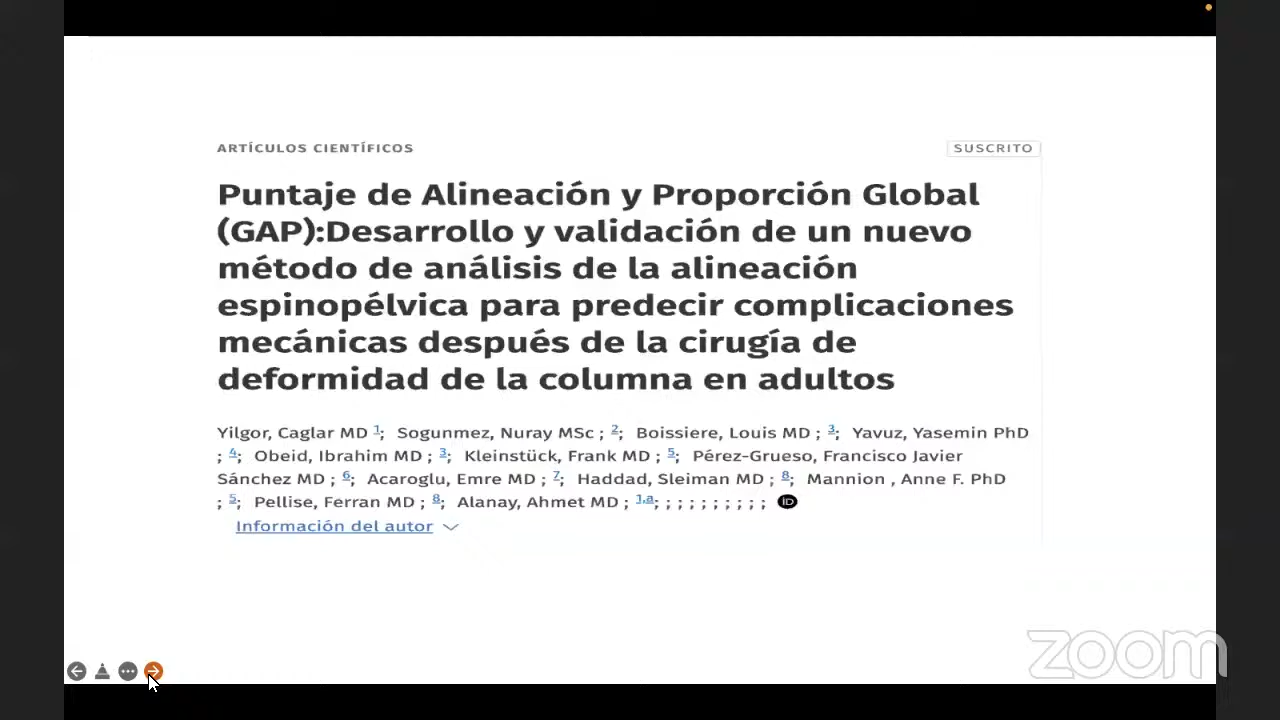 ARTÍCULOS CIENTÍFICOS
SUSCRITO
Puntaje de Alineación y Proporción Global
(GAP):Desarrollo y validación de un nuevo
método de análisis de la alineación
espinopélvica para predecir complicaciones
mecánicas después de la cirugía de
deformidad de la columna en adultos
Yilgor, Caglar MD 1; Sogunmez, Nuray MSc ; 2; Boissiere, Louis MD ; 3; Yavuz, Yasemin PhD
; 4; Obeid, Ibrahim MD ; 3; Kleinstück, Frank MD ; 5; Pérez-Grueso, Francisco Javier
Sánchez MD ; 6; Acaroglu, Emre MD ; 7; Haddad, Sleiman MD ; 8; Mannion , Anne F. PhD
; 5; Pellise, Ferran MD ; 8; Alanay, Ahmet MD ; 1,a; ; ; ; ; ; ; ; ; ; ; iD
Información del autor
zoom